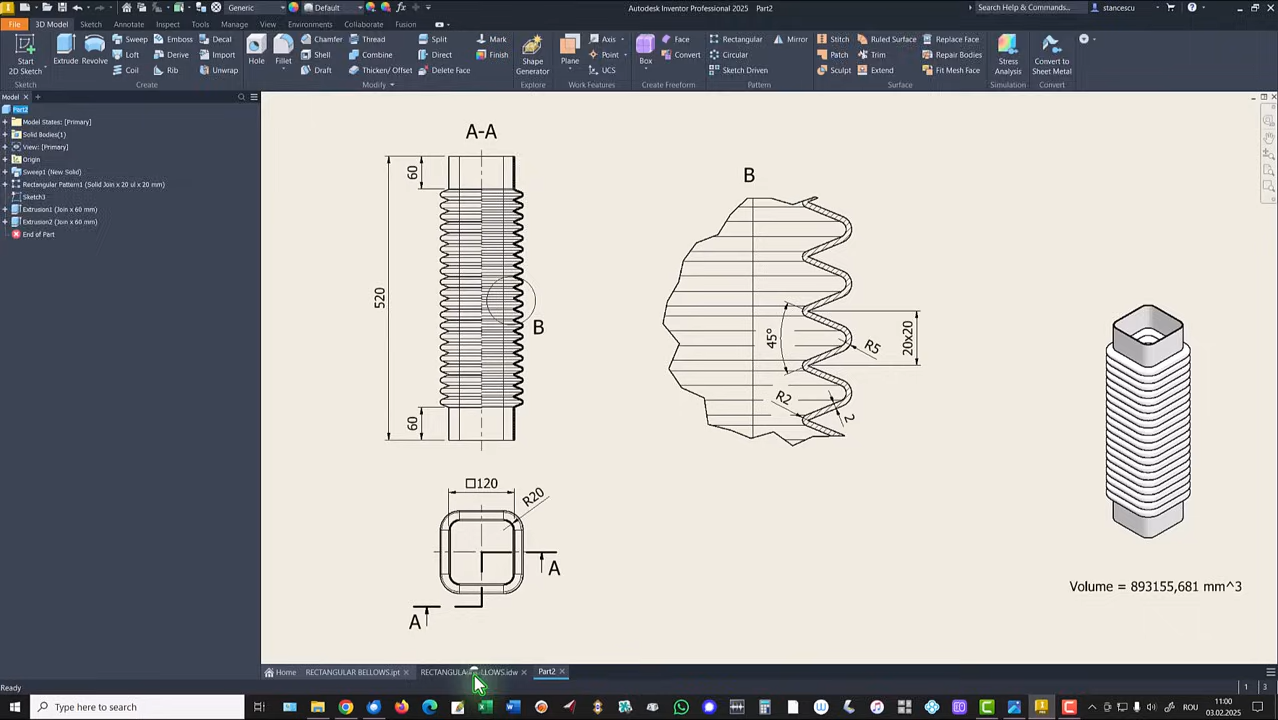 Generic
Default
Autodesk Inventor Professional 2025
Part2
Search Help & Commands...
stancescu
File
3D Model
Sketch
Annotate
Inspect
Tools
Manage
View
Environments
Collaborate
Fusion
Start
2D Sketch
Extrude
Revolve
Sweep
Loft
Coil
Emboss
Derive
Rib
Decal
Import
Unwrap
Hole
Fillet
Chamfer
Shell
Draft
Thread
Combine
Thicken/ Offset
Split
Direct
Delete Face
Mark
Finish
Shape
Generator
Plane
Axis
Point
UCS
Box
Face
Convert
Rectangular
Circular
Sketch Driven
Mirror
Stitch
Patch
Sculpt
Ruled Surface
Trim
Extend
Replace Face
Repair Bodies
Fit Mesh Face
Stress
Analysis
Convert to
Sheet Metal
Sketch
Create
Modify
Explore
Work Features
Create Freeform
Pattern
Surface
Simulation
Convert
Model
Part2
Model States: [Primary]
Solid Bodies(1)
View: [Primary]
Origin
Sweep1 (New Solid)
Rectangular Pattern1 (Solid Join x 20 ul x 20 mm)
Sketch3
Extrusion1 (Join x 60 mm)
Extrusion2 (Join x 60 mm)
End of Part
A-A
60
520
B
60
□120
R20
A
A
B
45°
R5
20x20
R2
2
Volume = 893155,681 mm^3
Home
RECTANGULAR BELLOWS.ipt
Part2
Ready
1
3
Type here to search
11:00
03.02.2025